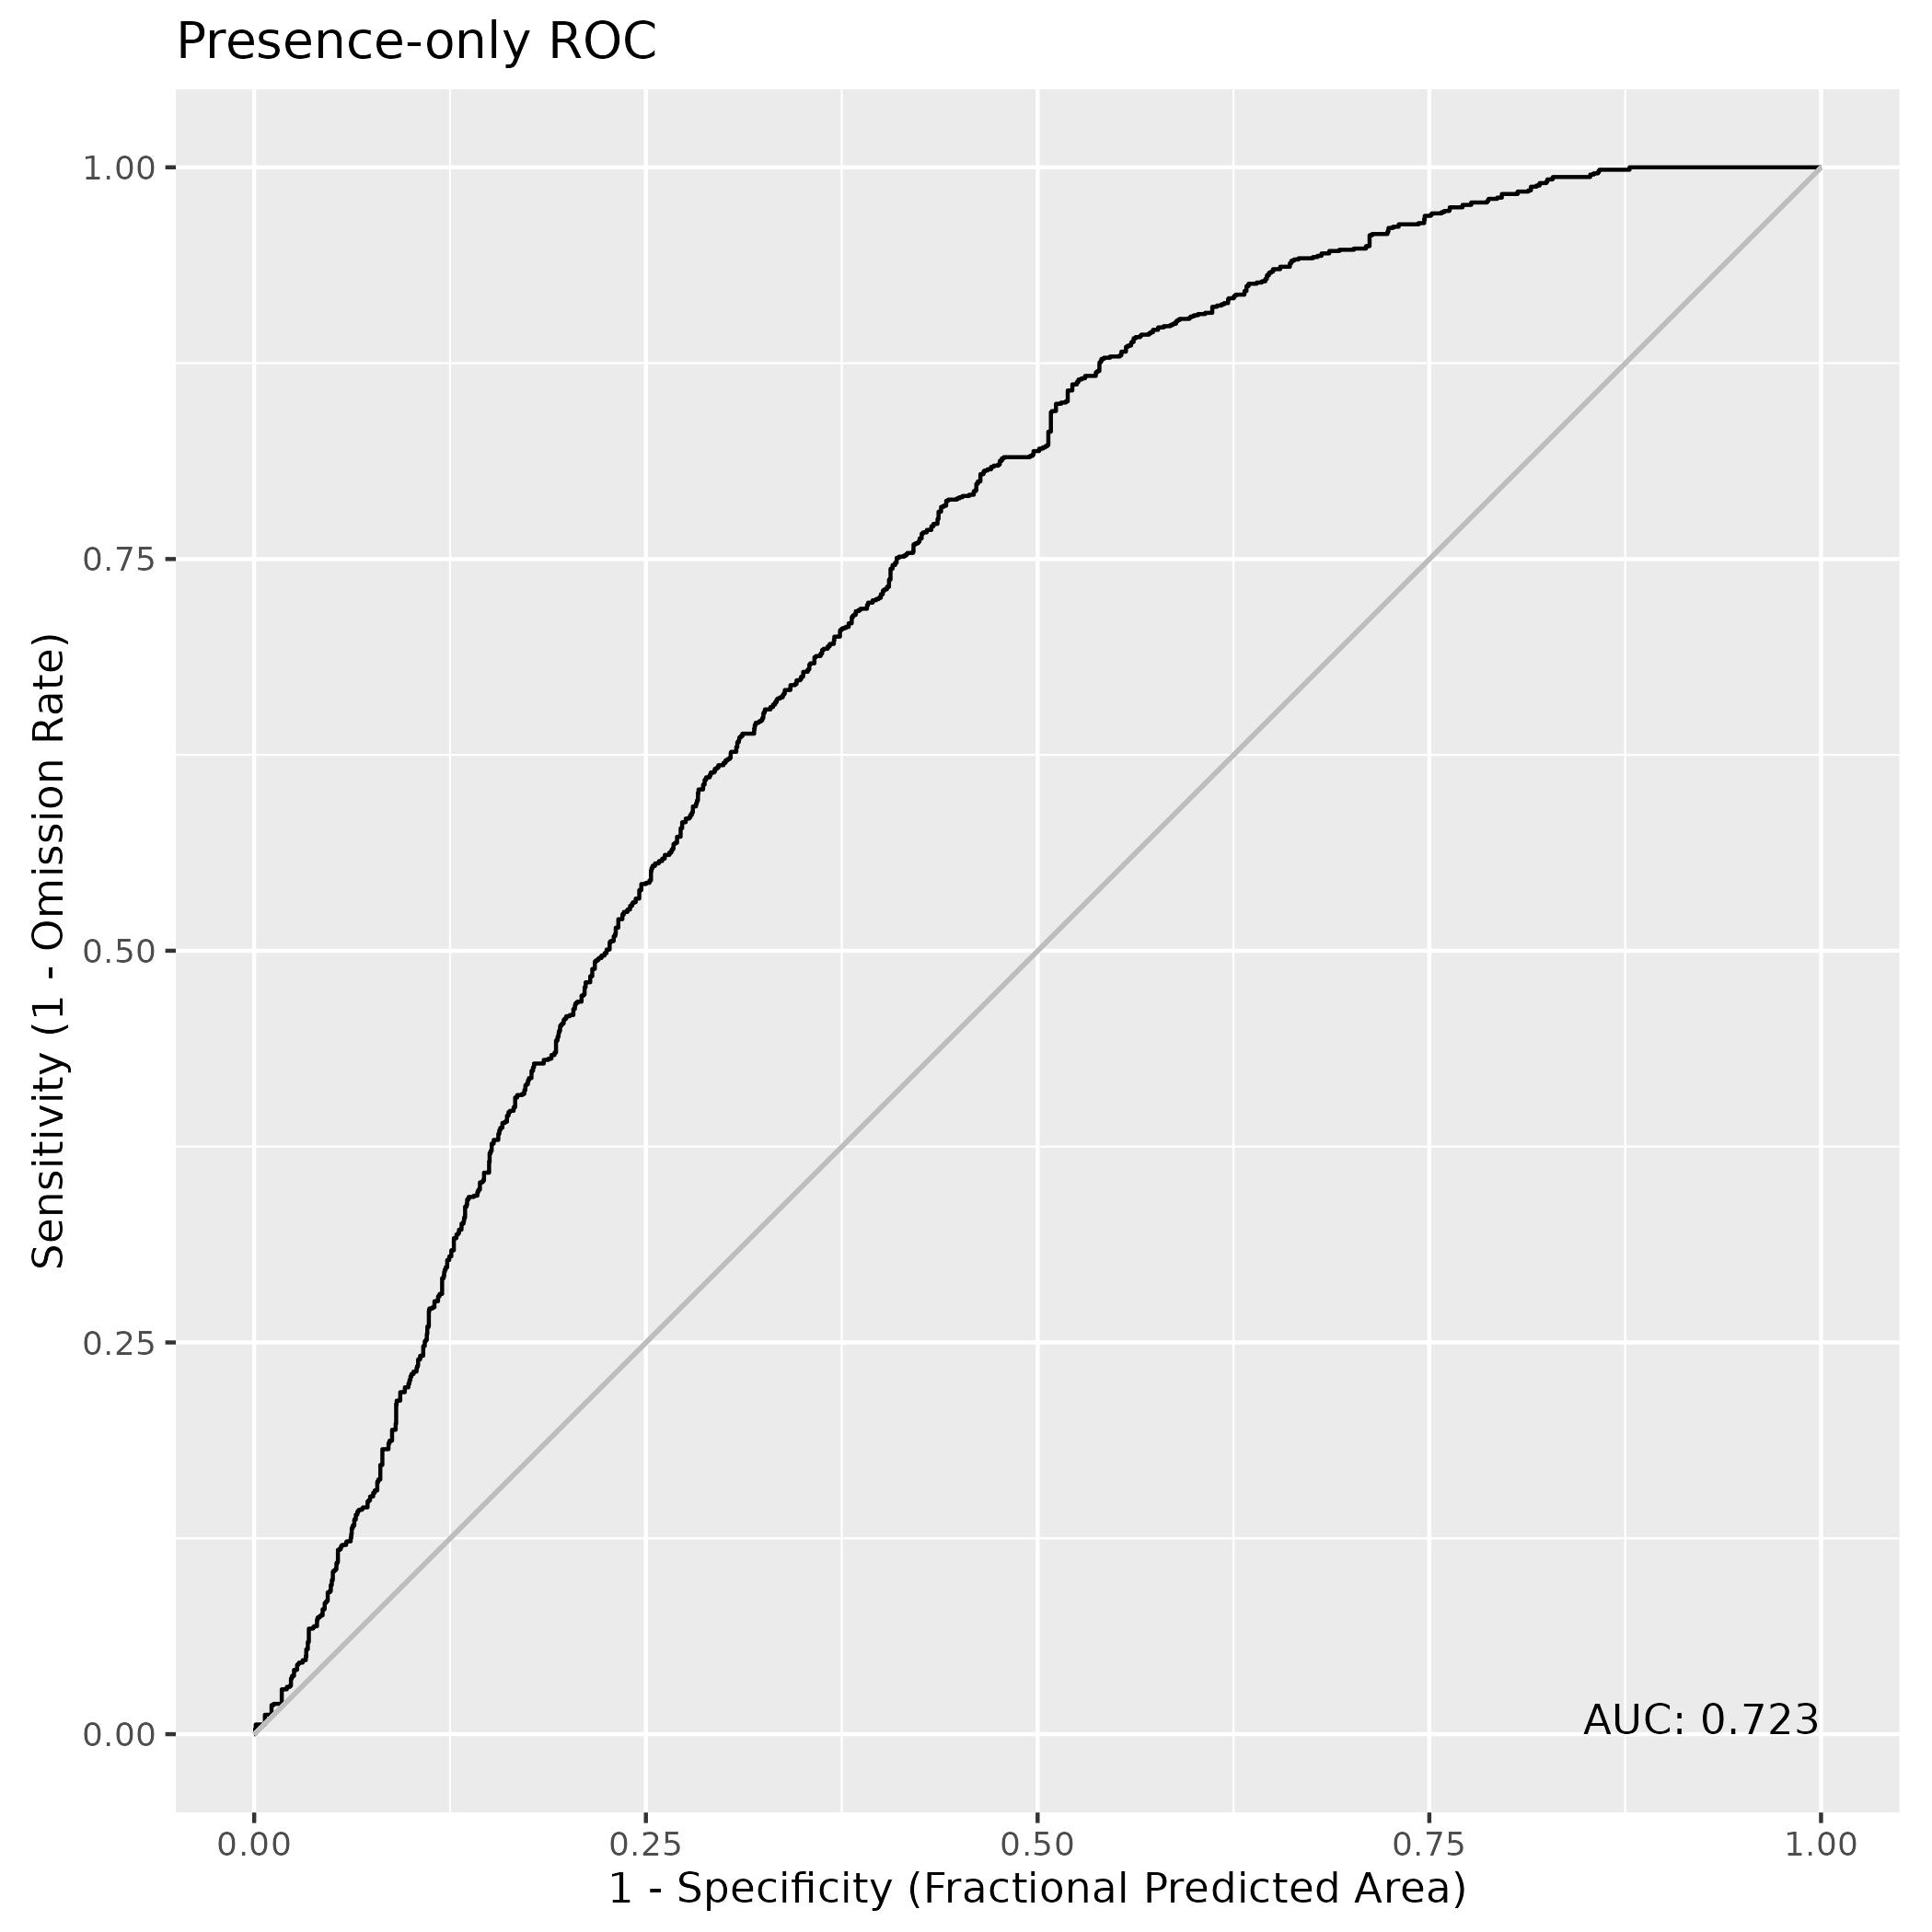 Presence-only ROC
1.00
0.75
0.50
0.25
0.00
Sensitivity (1 - Omission Rate)
AUC: 0.723
0.00
0.25
0.50
0.75
1.00
1 - Specificity (Fractional Predicted Area)